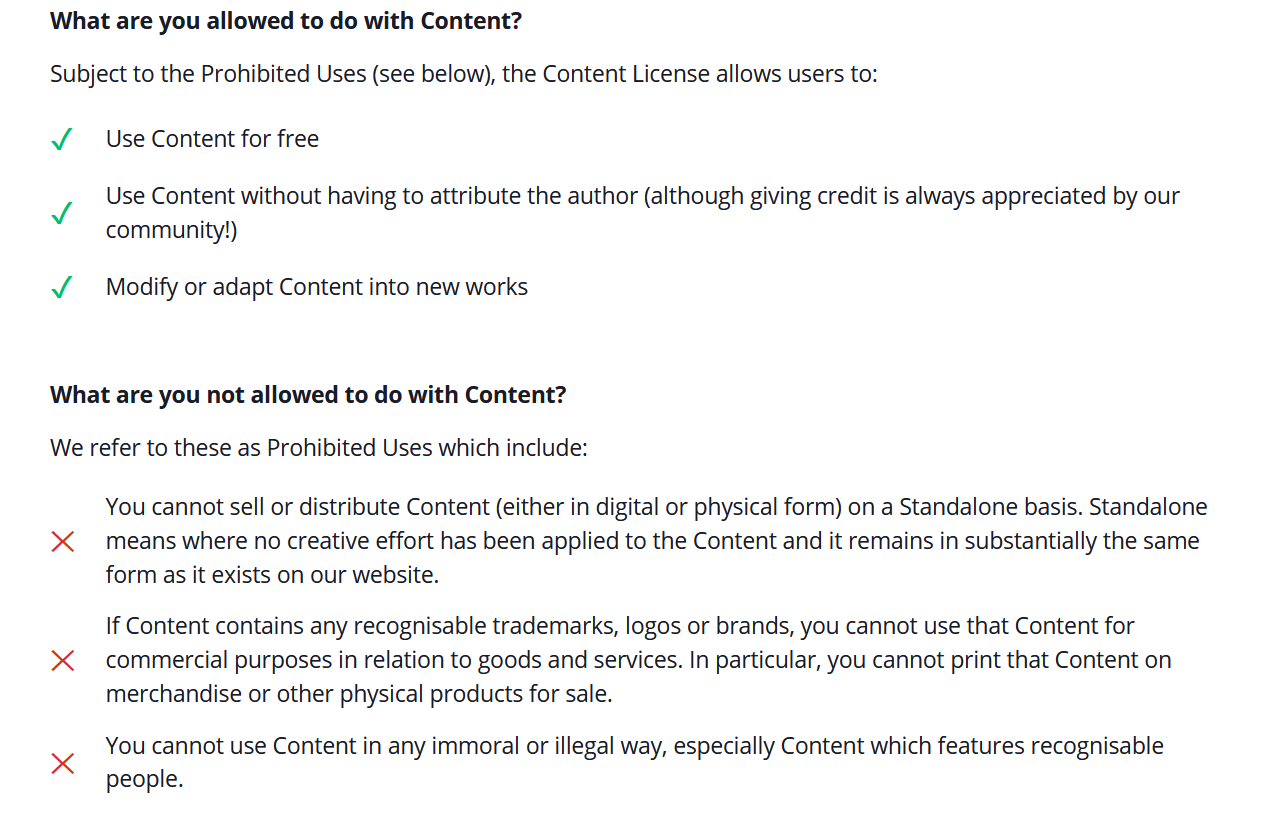 What are you allowed to do with Content?
Subject to the Prohibited Uses (see below), the Content License allows users to:
Use Content for free
Use Content without having to attribute the author (although giving credit is always appreciated by our
community!)
Modify or adapt Content into new works
What are you not allowed to do with Content?
We refer to these as Prohibited Uses which include:
You cannot sell or distribute Content (either in digital or physical form) on a Standalone basis. Standalone
means where no creative effort has been applied to the Content and it remains in substantially the same
form as it exists on our website.
If Content contains any recognisable trademarks, logos or brands, you cannot use that Content for
commercial purposes in relation to goods and services. In particular, you cannot print that Content on
merchandise or other physical products for sale.
You cannot use Content in any immoral or illegal way, especially Content which features recognisable
people.